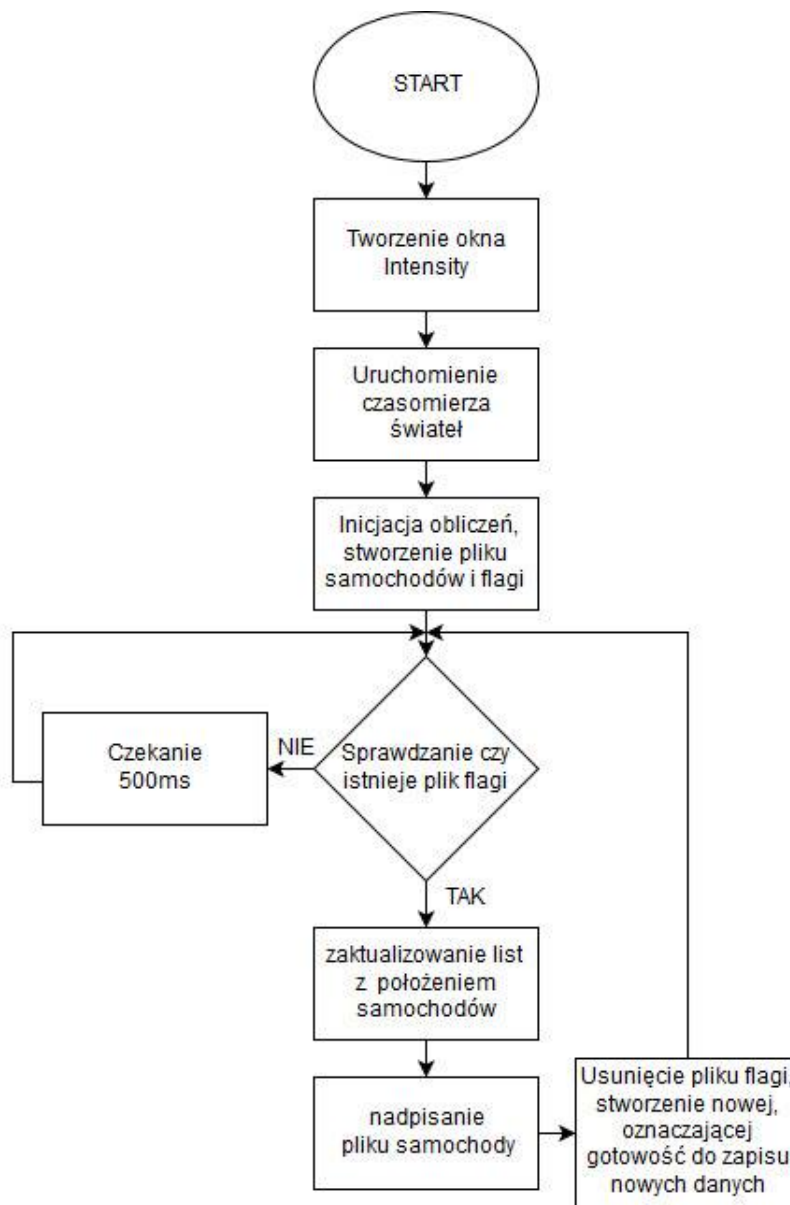 START
Tworzenie okna
Intensity
Uruchomienie
czasomierza
świateł
Inicjacja obliczeń,
stworzenie pliku
samochodów i flagi
Czekanie
500ms
NIE
Sprawdzanie czy
istnieje plik flagi
TAK
zaktualizowanie list
z położeniem
samochodów
nadpisanie
pliku samochody
Usunięcie pliku flagi,
stworzenie nowej,
oznaczającej
gotowość do zapisu
nowych danych